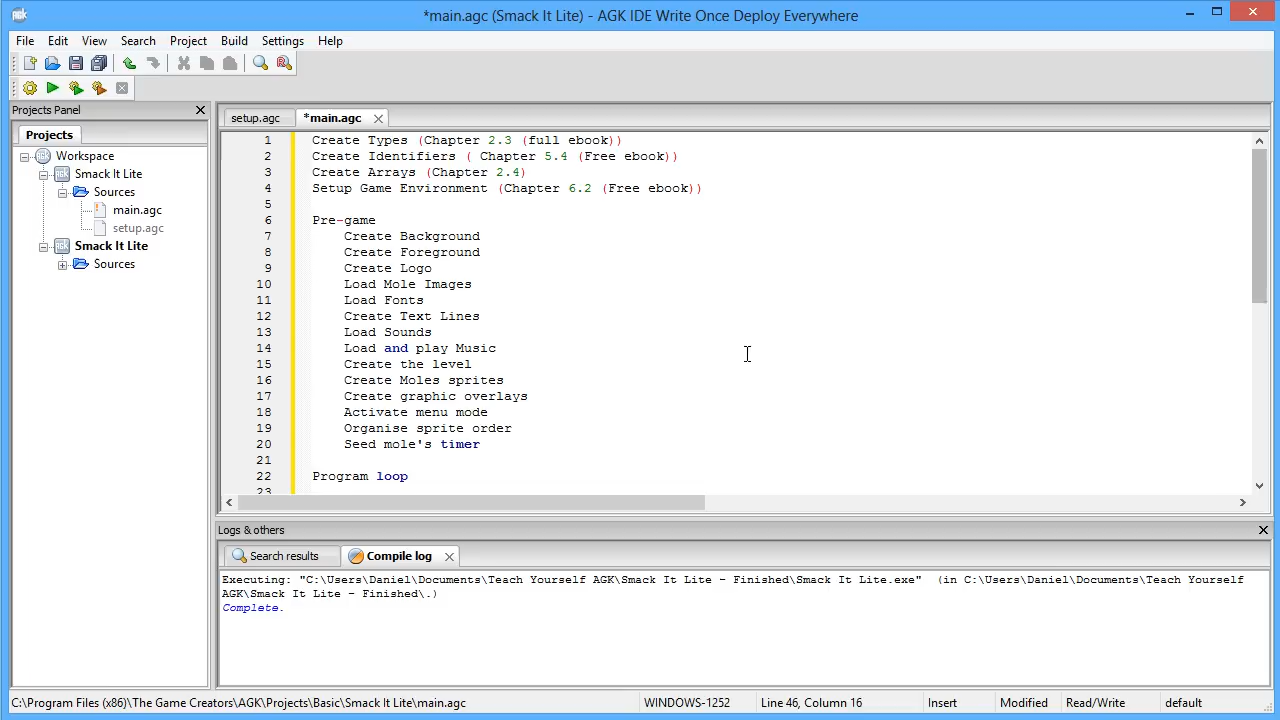 *main.agc (Smack It Lite) - AGK IDE Write Once Deploy Everywhere
File Edit View Search Project Build Settings Help
Projects Panel
Projects
Workspace
Smack It Lite
Sources
main.agc
setup.agc
Smack It Lite
Sources
setup.agc *main.agc
1 Create Types (Chapter 2.3 (full ebook))
2 Create Identifiers ( Chapter 5.4 (Free ebook))
3 Create Arrays (Chapter 2.4)
4 Setup Game Environment (Chapter 6.2 (Free ebook))
5
6 Pre-game
7 Create Background
8 Create Foreground
9 Create Logo
10 Load Mole Images
11 Load Fonts
12 Create Text Lines
13 Load Sounds
14 Load and play Music
15 Create the level
16 Create Moles sprites
17 Create graphic overlays
18 Activate menu mode
19 Organise sprite order
20 Seed mole's timer
21
22 Program loop
23
Logs & others
Search results Compile log
Executing: "C:\Users\Daniel\Documents\Teach Yourself AGK\Smack It Lite - Finished\Smack It Lite.exe" (in C:\Users\Daniel\Documents\Teach Yourself
AGK\Smack It Lite - Finished\.)
Complete.
C:\Program Files (x86)\The Game Creators\AGK\Projects\Basic\Smack It Lite\main.agc WINDOWS-1252 Line 46, Column 16 Insert Modified Read/Write default